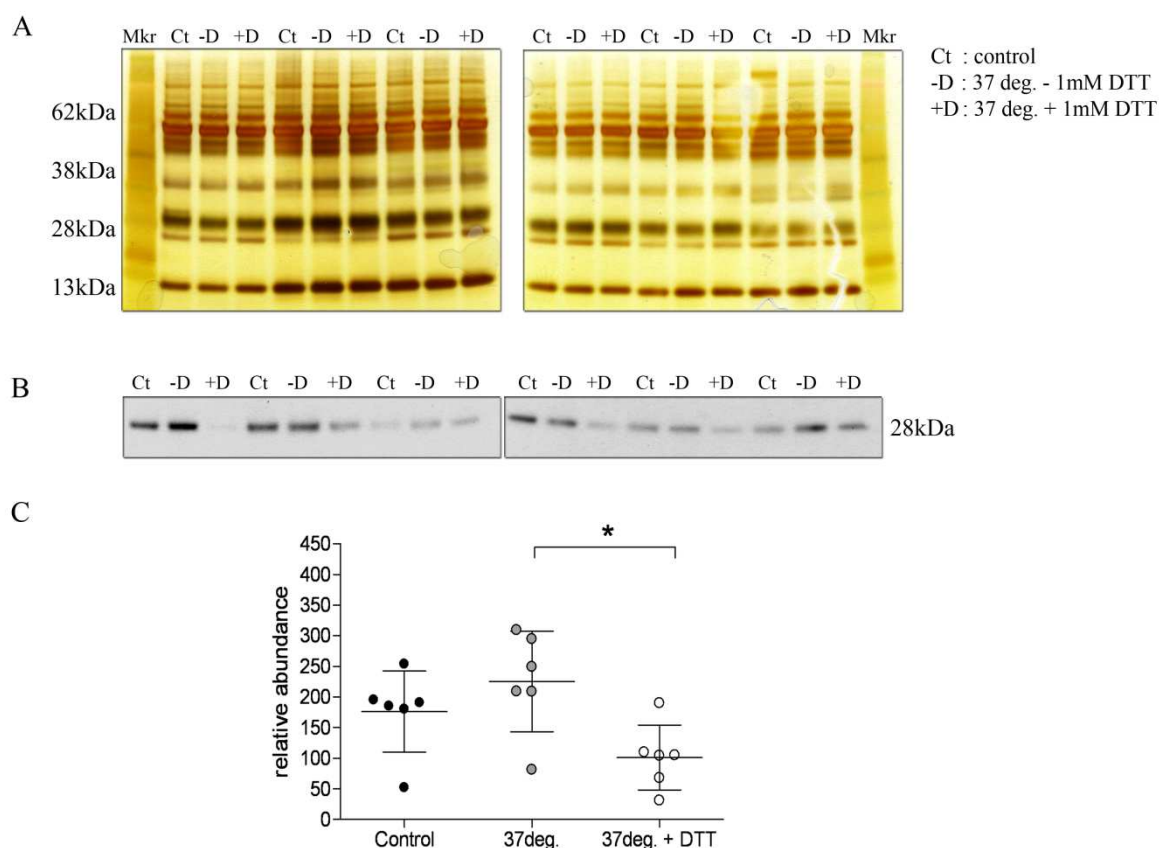 A
Mkr Ct -D +D Ct -D +D Ct -D +D
Ct -D +D Ct -D +D Ct -D +D Mkr
Ct : control
-D : 37 deg. - 1mM DTT
+D : 37 deg. + 1mM DTT
62kDa
38kDa
28kDa
13kDa
B
Ct -D +D Ct -D +D Ct -D +D
Ct -D +D Ct -D +D Ct -D +D
28kDa
C
*
450
400
350
300
250
200
150
100
50
0
relative abundance
Control 37deg. 37deg. + DTT